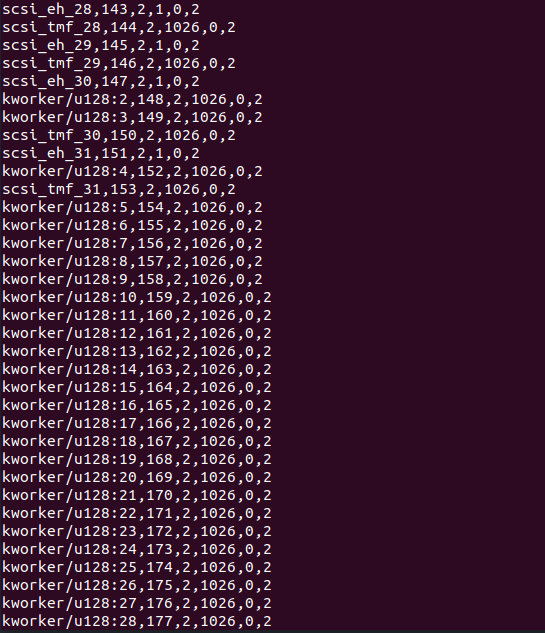 scsi_eh_28,143,2,1,0,2
scsi_tmf_28,144,2,1026,0,2
scsi_eh_29,145,2,1,0,2
scsi_tmf_29,146,2,1026,0,2
scsi_eh_30,147,2,1,0,2
kworker/u128:2,148,2,1026,0,2
kworker/u128:3,149,2,1026,0,2
scsi_tmf_30,150,2,1026,0,2
scsi_eh_31,151,2,1,0,2
kworker/u128:4,152,2,1026,0,2
scsi_tmf_31,153,2,1026,0,2
kworker/u128:5,154,2,1026,0,2
kworker/u128:6,155,2,1026,0,2
kworker/u128:7,156,2,1026,0,2
kworker/u128:8,157,2,1026,0,2
kworker/u128:9,158,2,1026,0,2
kworker/u128:10,159,2,1026,0,2
kworker/u128:11,160,2,1026,0,2
kworker/u128:12,161,2,1026,0,2
kworker/u128:13,162,2,1026,0,2
kworker/u128:14,163,2,1026,0,2
kworker/u128:15,164,2,1026,0,2
kworker/u128:16,165,2,1026,0,2
kworker/u128:17,166,2,1026,0,2
kworker/u128:18,167,2,1026,0,2
kworker/u128:19,168,2,1026,0,2
kworker/u128:20,169,2,1026,0,2
kworker/u128:21,170,2,1026,0,2
kworker/u128:22,171,2,1026,0,2
kworker/u128:23,172,2,1026,0,2
kworker/u128:24,173,2,1026,0,2
kworker/u128:25,174,2,1026,0,2
kworker/u128:26,175,2,1026,0,2
kworker/u128:27,176,2,1026,0,2
kworker/u128:28,177,2,1026,0,2